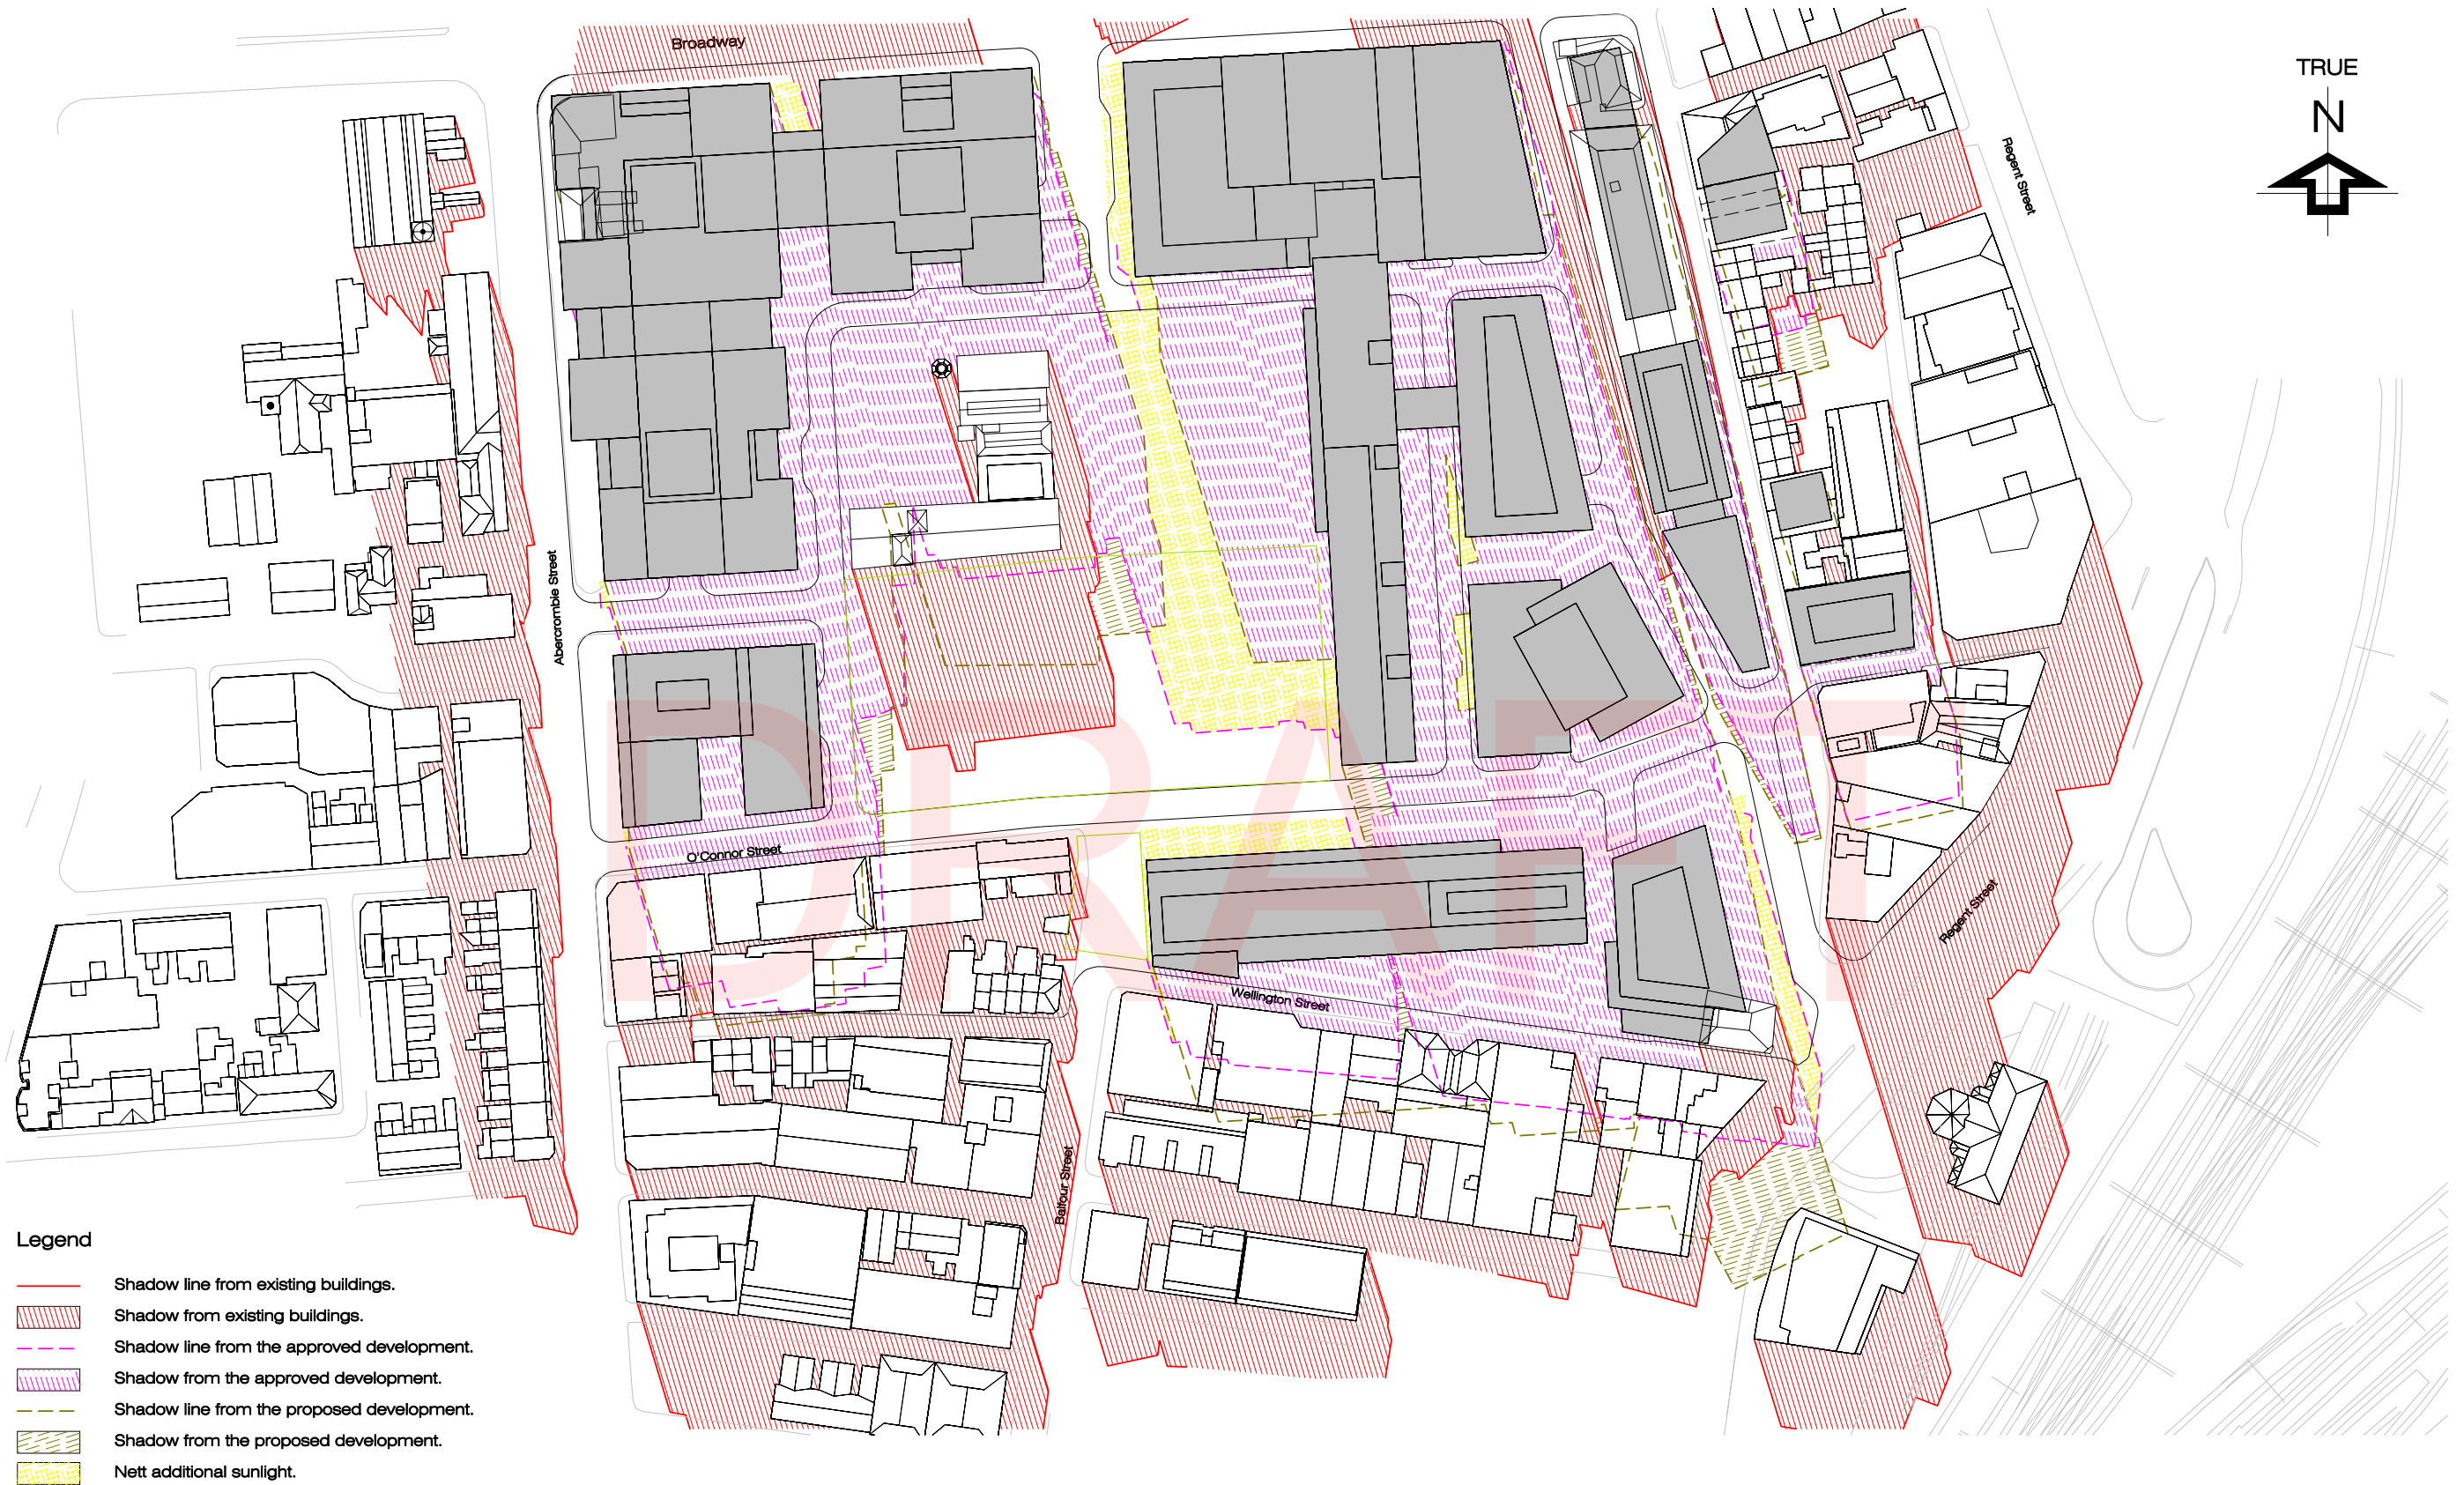 Broadway
TRUE
N
Regent Street
Abercrombie Street
DRAFT
O'Connor Street
Regent Street
Wellington Street
Balfour Street
Legend
Shadow line from existing buildings.
Shadow from existing buildings.
Shadow line from the approved development.
Shadow from the approved development.
Shadow line from the proposed development.
Shadow from the proposed development.
Nett additional sunlight.